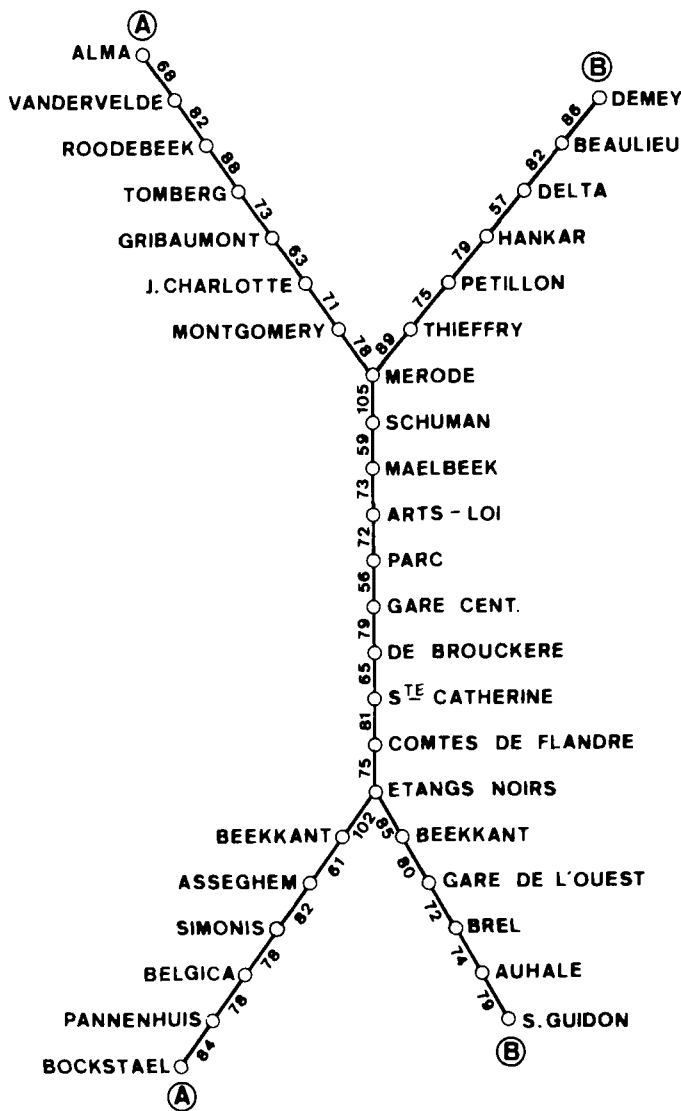 A
ALMA
68
VANDERVELDE
82
ROODEBEEK
88
TOMBERG
73
GRIBAUMONT
63
J. CHARLOTTE
71
MONTGOMERY
78
B
DEMEY
86
BEAULIEU
82
DELTA
57
HANKAR
79
PETILLON
75
THIEFFRY
89
MERODE
105
SCHUMAN
59
MAELBEEK
73
ARTS - LOI
72
PARC
56
GARE CENT.
79
DE BROUCKERE
65
STE CATHERINE
81
COMTES DE FLANDRE
75
ETANGS NOIRS
102
BEEKKANT
61
ASSEGHEM
82
SIMONIS
78
BELGICA
78
PANNENHUIS
84
BOCKSTAEL
A
85
BEEKKANT
80
GARE DE L'OUEST
72
BREL
74
AUHALE
79
S. GUIDON
B